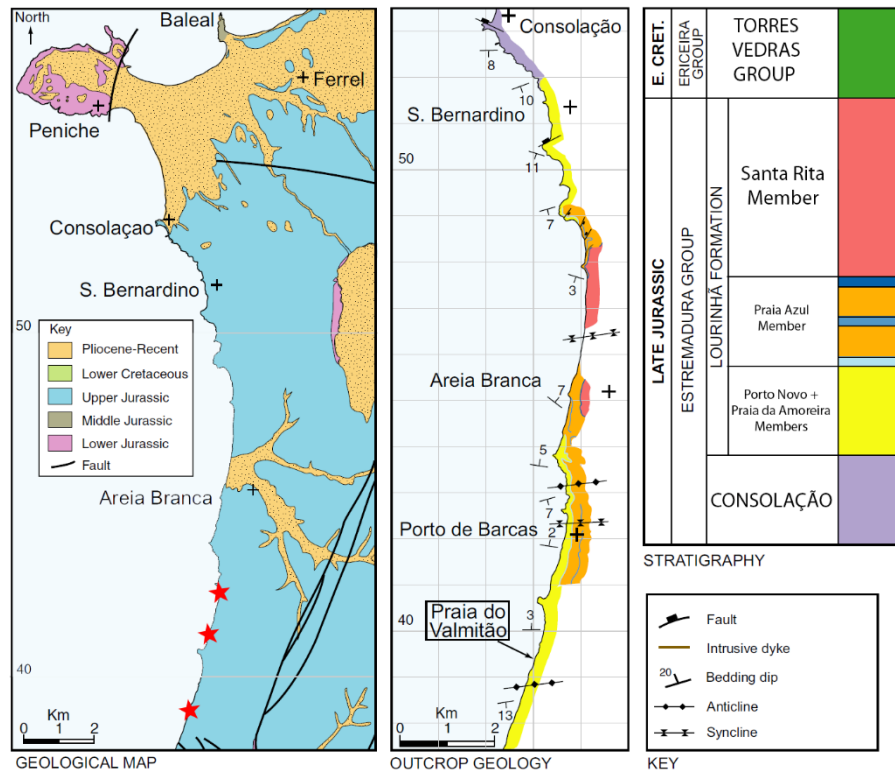 North
Baleal
Ferrel
Peniche
Consolaçao
S. Bernardino
50
Key
Pliocene-Recent
Lower Cretaceous
Upper Jurassic
Middle Jurassic
Lower Jurassic
Fault
Areia Branca
40
Km
0 1 2
GEOLOGICAL MAP
Consolação
8
10
S. Bernardino
11
50
7
3
Areia Branca
7
5
7
Porto de Barcas
2
Praia do
Valmitão
40
3
13
Km
0 1 2
OUTCROP GEOLOGY
E. CRET.
ERICEIRA
GROUP
TORRES
VEDRAS
GROUP
LATE JURASSIC
ESTREMADURA GROUP
LOURINHÃ FORMATION
Santa Rita
Member
Praia Azul
Member
Porto Novo +
Praia da Amoreira
Members
CONSOLAÇÃO
STRATIGRAPHY
Fault
Intrusive dyke
20
Bedding dip
Anticline
Syncline
KEY